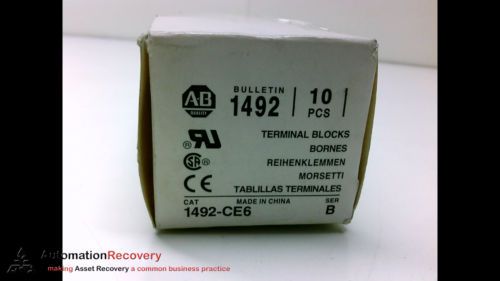 A-B
QUALITY
BULLETIN
1492
10
PCS
TERMINAL BLOCKS
BORNES
REIHENKLEMMEN
MORSETTI
TABLILLAS TERMINALES
CAT
MADE IN CHINA
SER
1492-CE6
B
AutomationRecovery
making Asset Recovery a common business practice